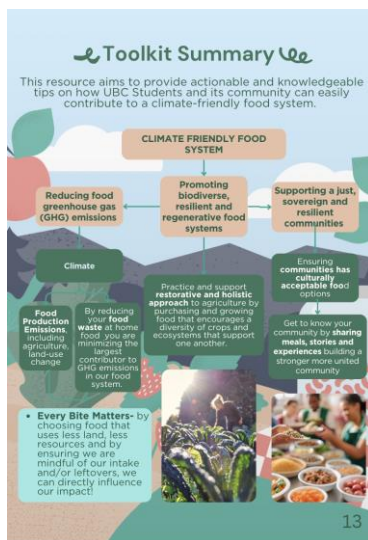 Toolkit Summary
This resource aims to provide actionable and knowledgeable
tips on how UBC Students and its community can easily
contribute to a climate-friendly food system.
CLIMATE FRIENDLY FOOD
SYSTEM
Reducing food
greenhouse gas
(GHG) emissions
Promoting
biodiverse,
resilient and
regenerative food
systems
Supporting a just,
sovereign and
resilient
communities
Climate
Food
Production
Emissions,
including
agriculture,
land-use
change
By reducing
your food
waste at home
food you are
minimizing the
largest
contributor to
GHG emissions
in our food
system.
Practice and support
restorative and holistic
approach to agriculture by
purchasing and growing
food that encourages a
diversity of crops and
ecosystems that support
one another.
Ensuring
communities has
culturally
acceptable food
options
Get to know your
community by sharing
meals, stories and
experiences building a
stronger more united
community
• Every Bite Matters- by
choosing food that
uses less land, less
resources and by
ensuring we are
mindful of our intake
and/or leftovers, we
can directly influence
our impact!
13